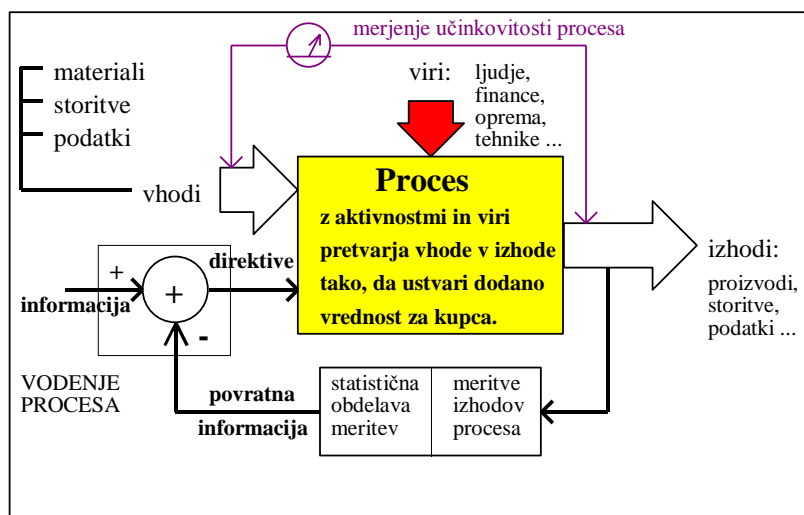 merjenje učinkovitosti procesa
materiali
storitve
podatki
vhodi
viri:
ljudje,
finance,
oprema,
tehnike ...
Proces
z aktivnostmi in viri
pretvarja vhode v izhode
tako, da ustvari dodano
vrednost za kupca.
izhodi:
proizvodi,
storitve,
podatki ...
+
informacija
+
-
direktive
VODENJE
PROCESA
povratna
informacija
statistična
obdelava
meritev
meritve
izhodov
procesa